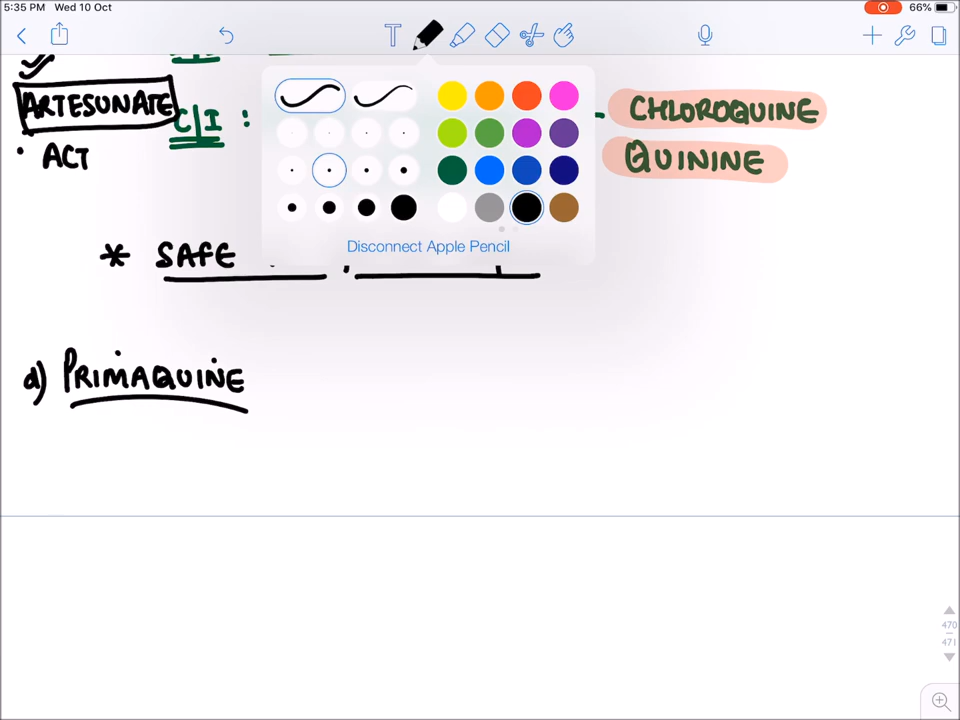 5:35 PM Wed 10 Oct 66%
T
ARTESUNATE
C/I : - CHLOROQUINE
• ACT QUININE
Disconnect Apple Pencil
* SAFE
d) PRIMAQUINE
470
471